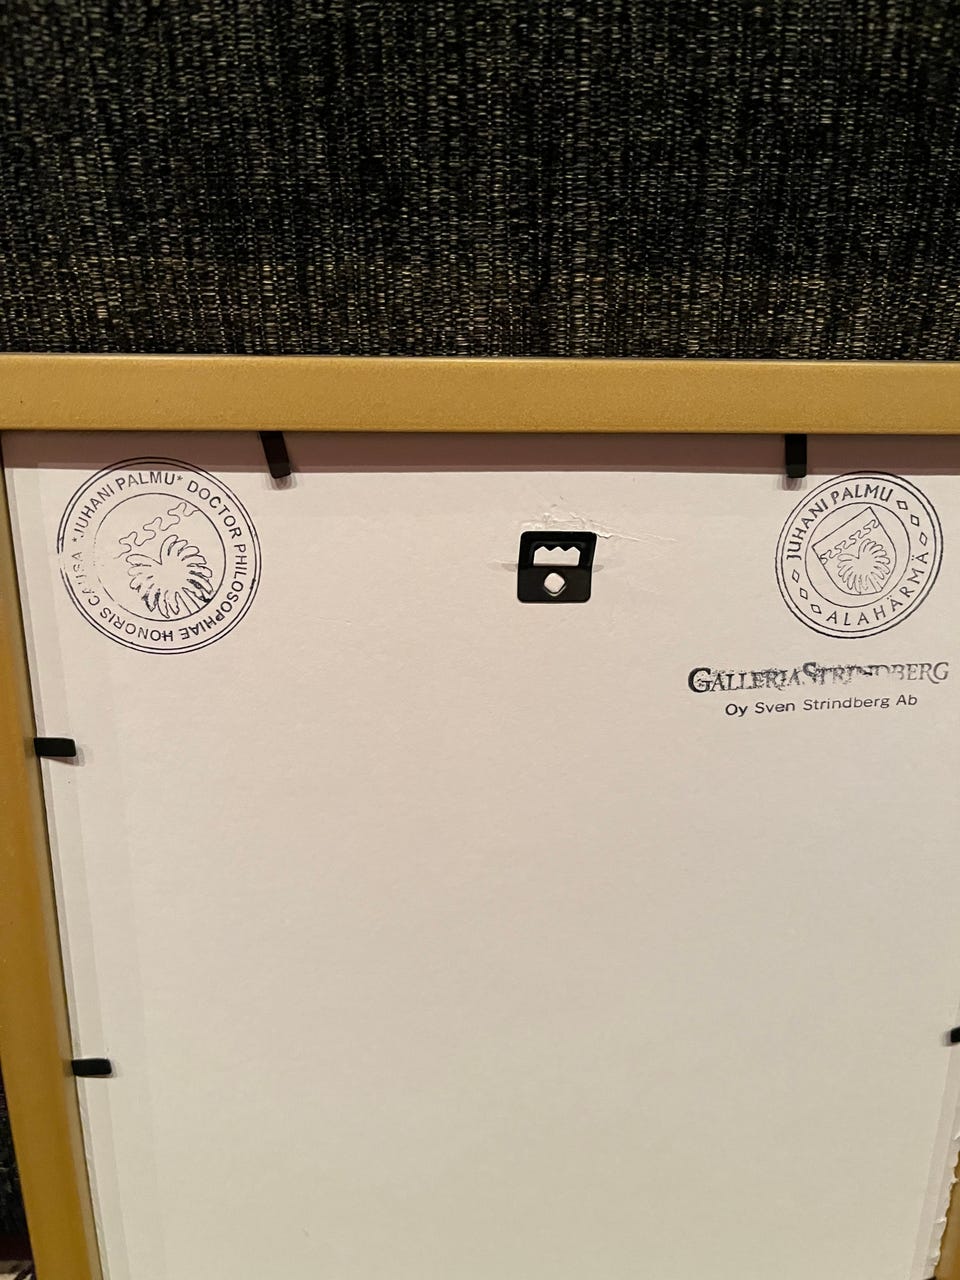 *JUHANI PALMU* DOCTOR PHILOSOPHIAE HONORIS CAUSA
JUHANI PALMU
ALAHÄRMÄ
GALLERIA STRINDBERG
Oy Sven Strindberg Ab